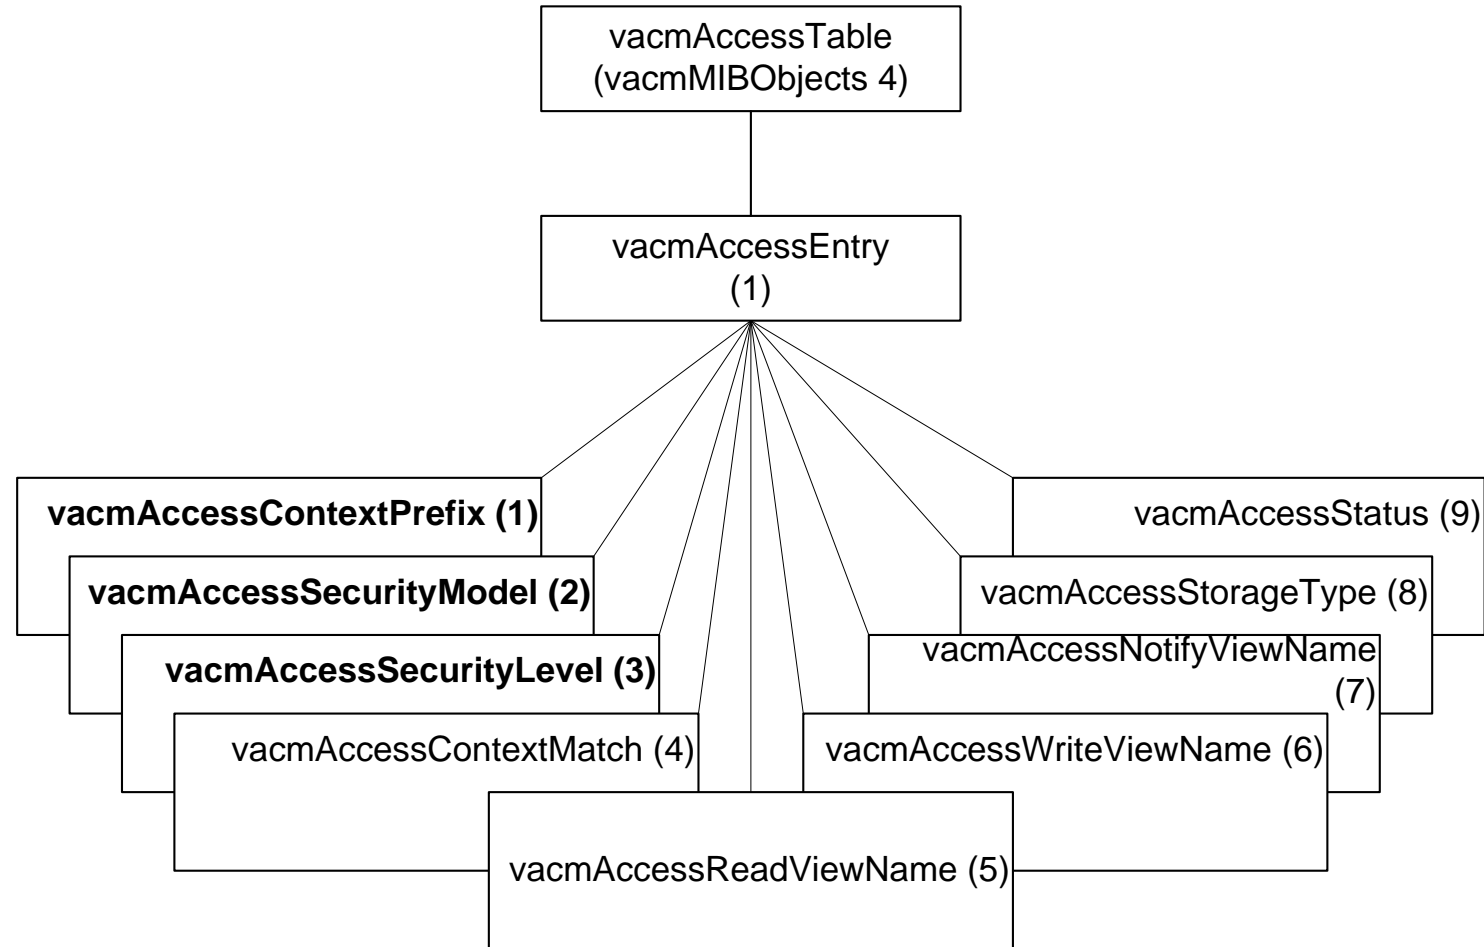 vacmAccessTable
(vacmMIBObjects 4)
vacmAccessEntry
(1)
vacmAccessContextPrefix (1)
vacmAccessStatus (9)
vacmAccessSecurityModel (2)
vacmAccessStorageType (8)
vacmAccessSecurityLevel (3)
vacmAccessNotifyViewName
(7)
vacmAccessContextMatch (4)
vacmAccessWriteViewName (6)
vacmAccessReadViewName (5)